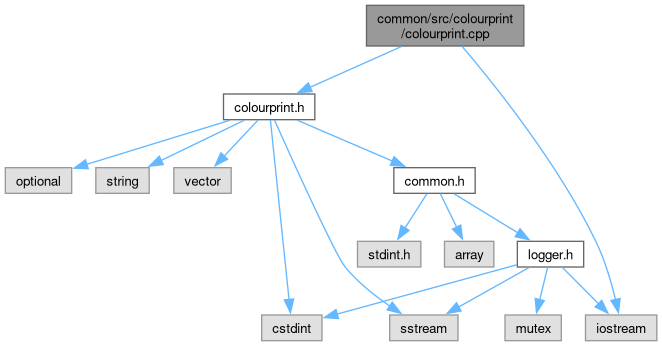 common/src/colourprint
/colourprint.cpp
colourprint.h
optional
string
vector
common.h
stdint.h
array
logger.h
cstdint
sstream
mutex
iostream